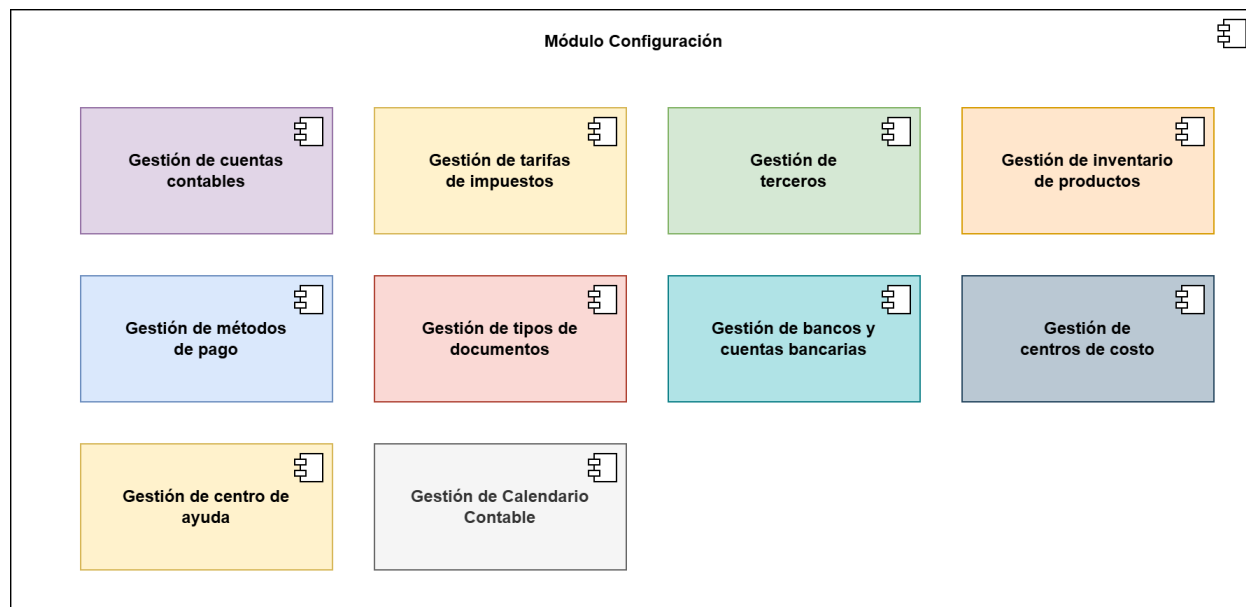 Módulo Configuración
Gestión de cuentas
contables
Gestión de tarifas
de impuestos
Gestión de
terceros
Gestión de inventario
de productos
Gestión de métodos
de pago
Gestión de tipos de
documentos
Gestión de bancos y
cuentas bancarias
Gestión de
centros de costo
Gestión de centro de
ayuda
Gestión de Calendario
Contable